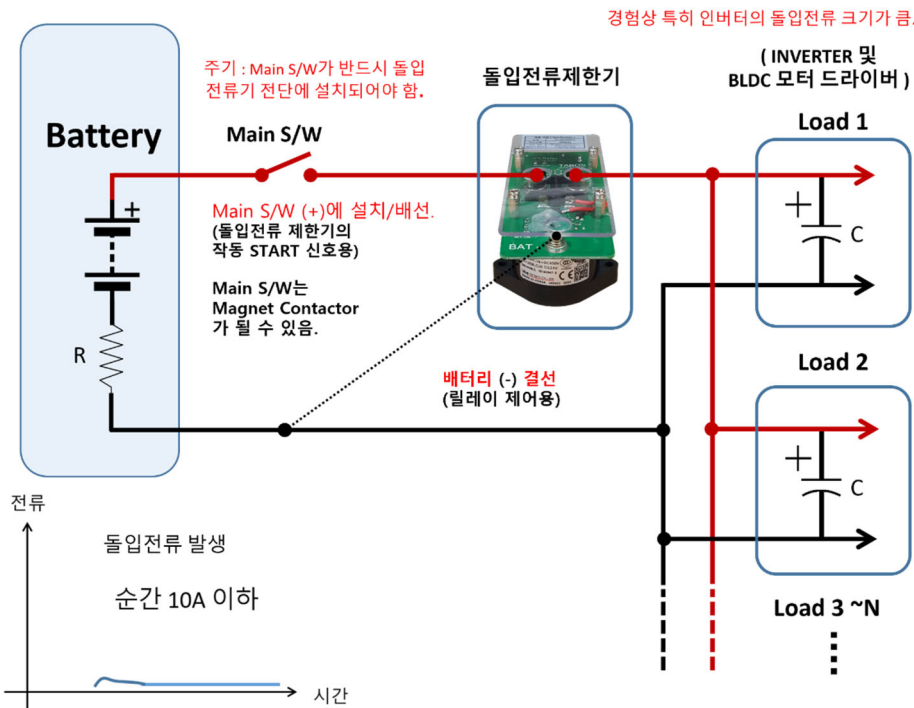 경험상 특히 인버터의 돌입전류 크기가 큼.
( INVERTER 및
BLDC 모터 드라이버 )
주기 : Main S/W가 반드시 돌입
전류기 전단에 설치되어야 함.
돌입전류제한기
Battery
Main S/W
Load 1
+
Main S/W (+)에 설치/배선.
(돌입전류 제한기의
작동 START 신호용)
BAT
+
C
Main S/W는
Magnet Contactor
가 될 수 있음.
R
배터리 (-) 결선
(릴레이 제어용)
Load 2
+
C
전류
돌입전류 발생
순간 10A 이하
Load 3 ~N
시간